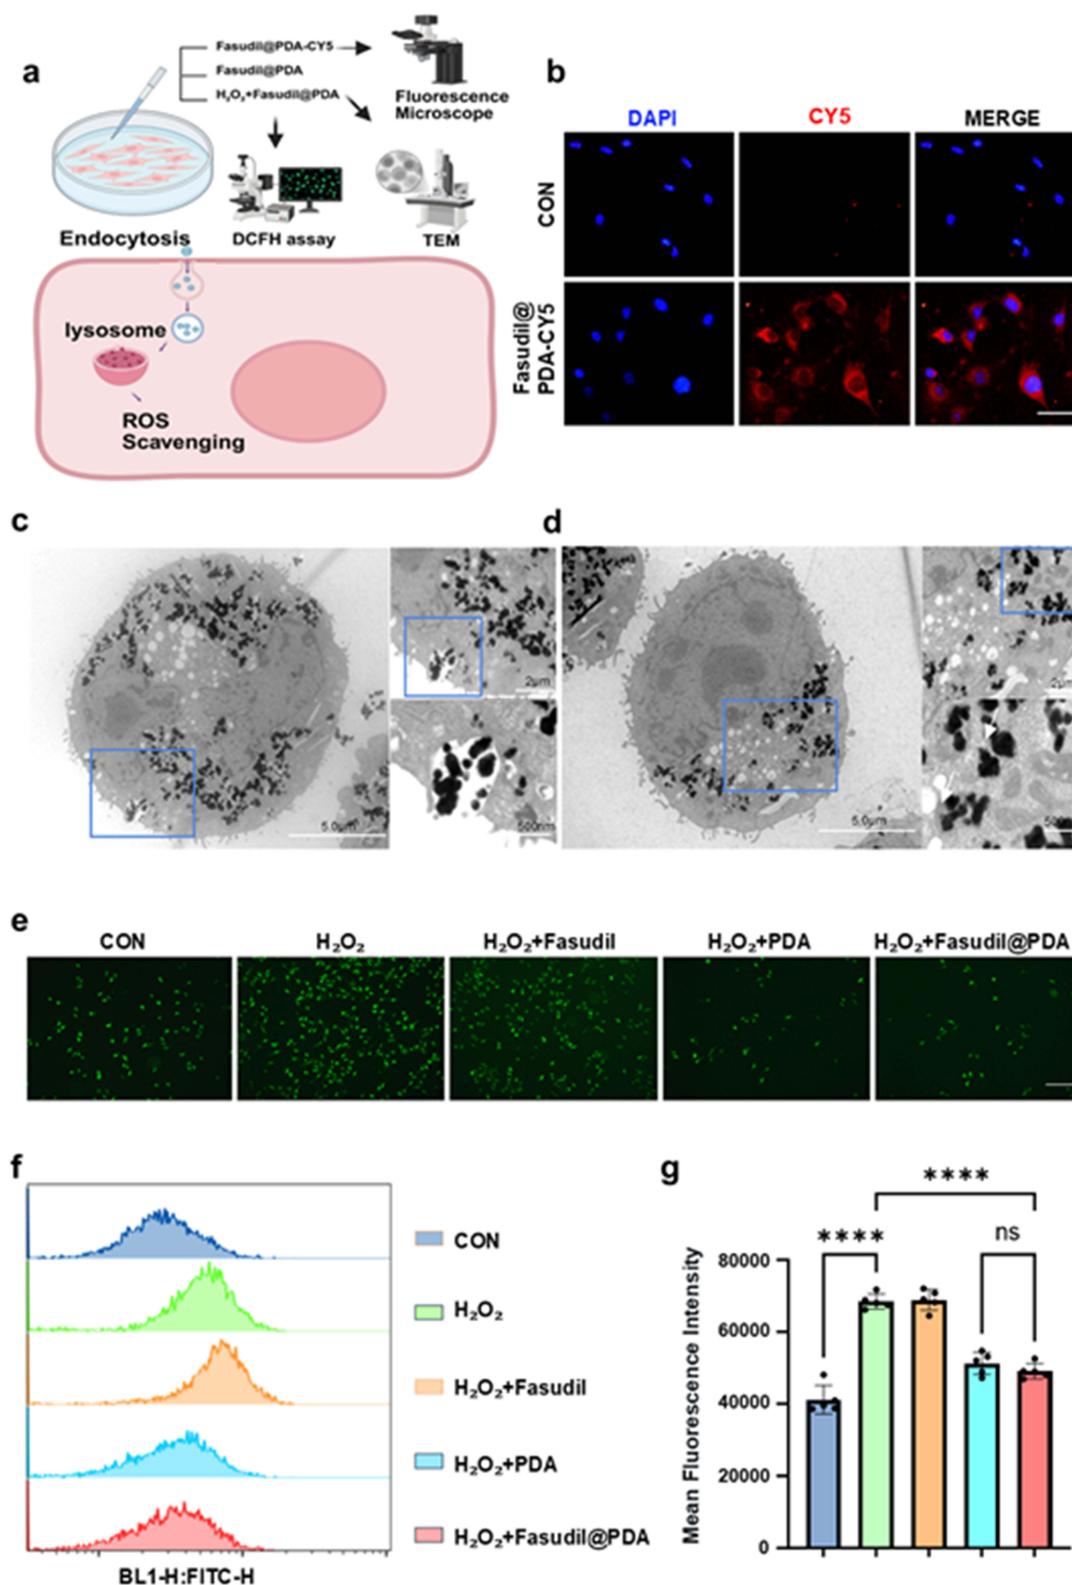 a
Fasudil@PDA-CY5
Fasudil@PDA
H₂O₂+Fasudil@PDA
Fluorescence
Microscope
DCFH assay
TEM
Endocytosis
lysosome
ROS
Scavenging
b
DAPI
CY5
MERGE
CON
Fasudil@
PDA-CY5
c
5.0μm
2μm
500nm
d
5.0μm
2μm
e
CON
H₂O₂
H₂O₂+Fasudil
H₂O₂+PDA
H₂O₂+Fasudil@PDA
f
CON
H₂O₂
H₂O₂+Fasudil
H₂O₂+PDA
H₂O₂+Fasudil@PDA
BL1-H:FITC-H
g
****
****
ns
Mean Fluorescence Intensity
80000
60000
40000
20000
0